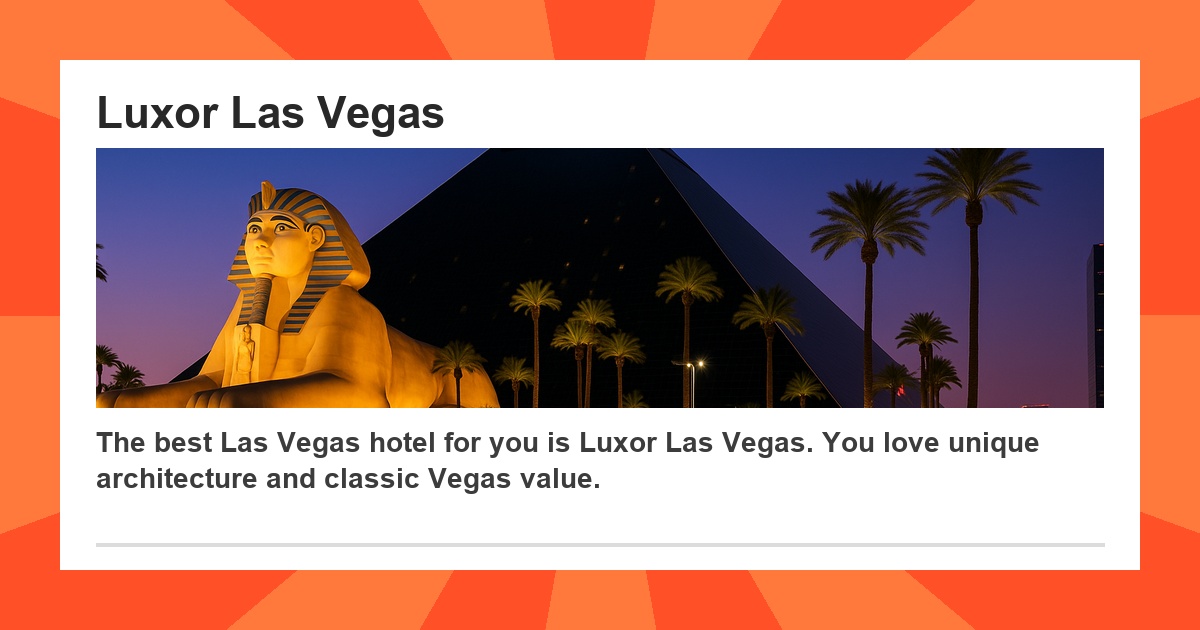 Luxor Las Vegas
The best Las Vegas hotel for you is Luxor Las Vegas. You love unique
architecture and classic Vegas value.